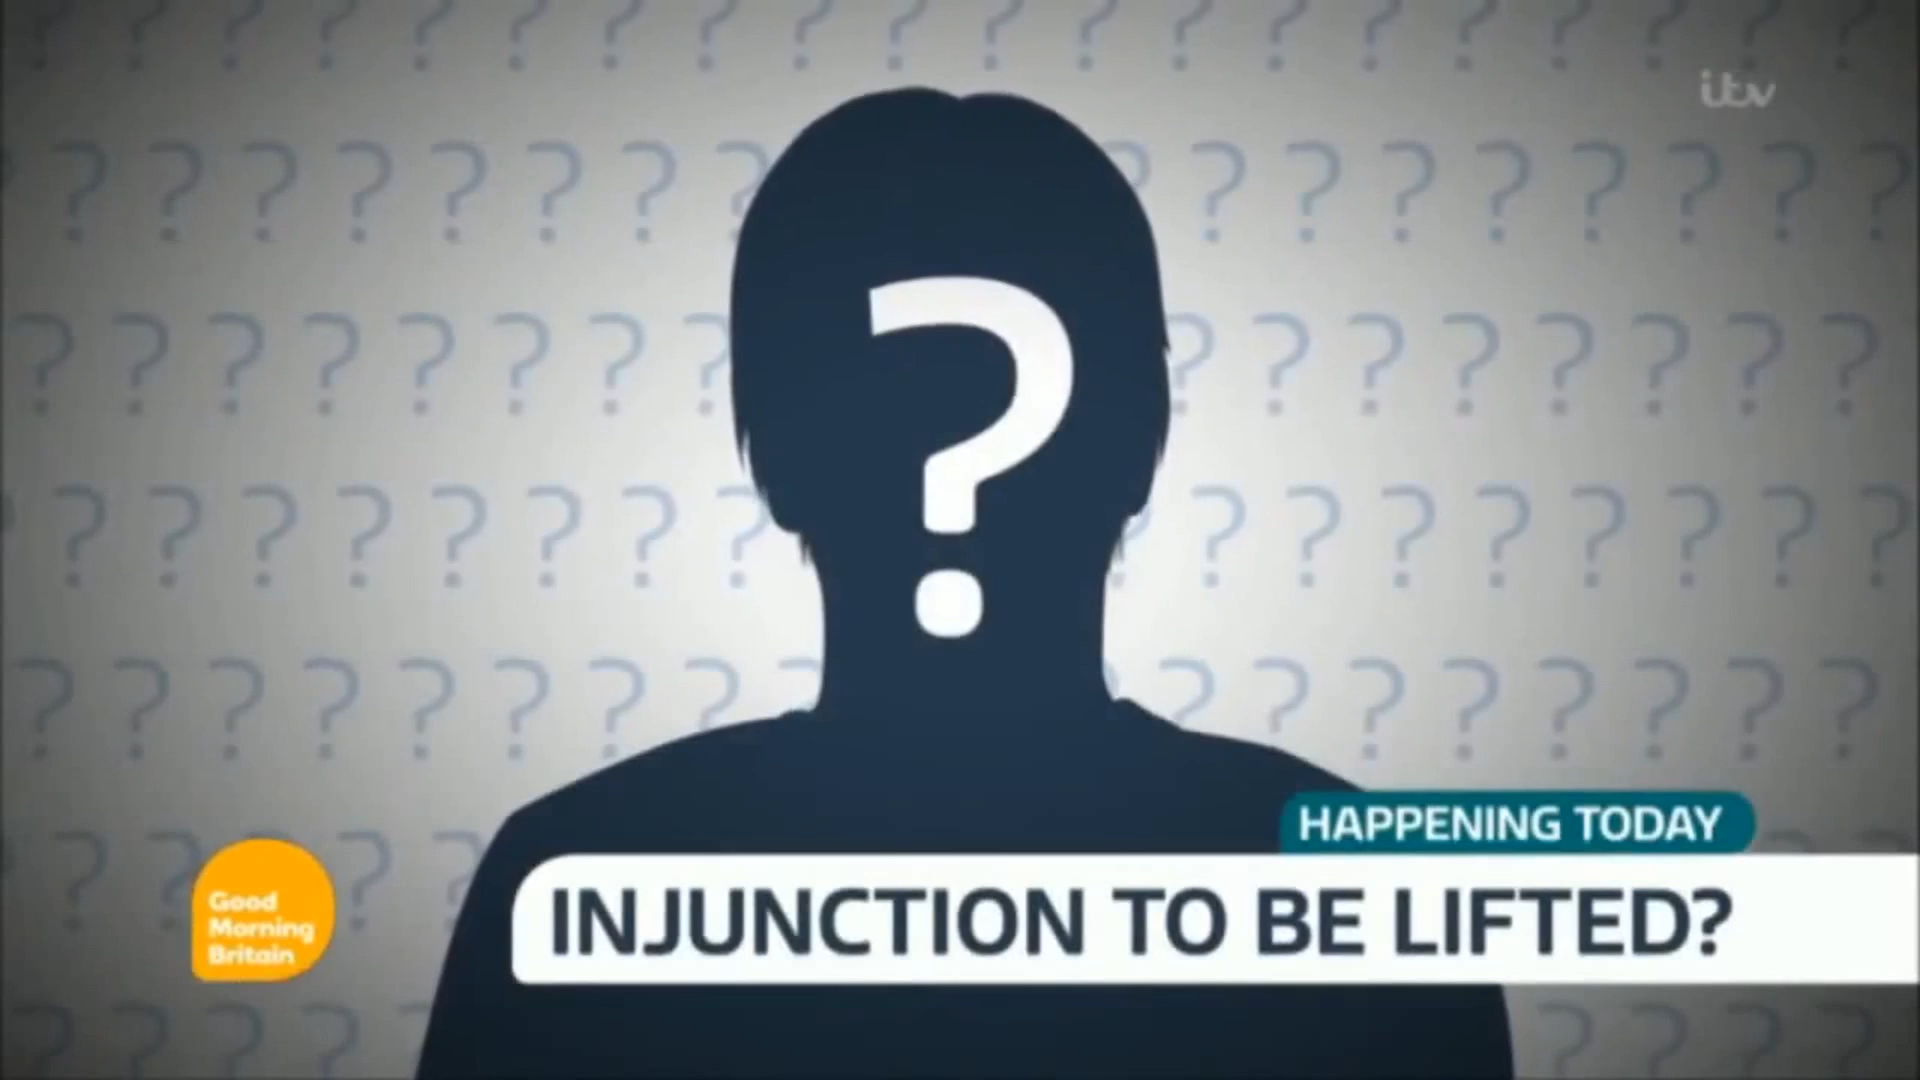 itv
?
HAPPENING TODAY
INJUNCTION TO BE LIFTED?
Good
Morning
Britain